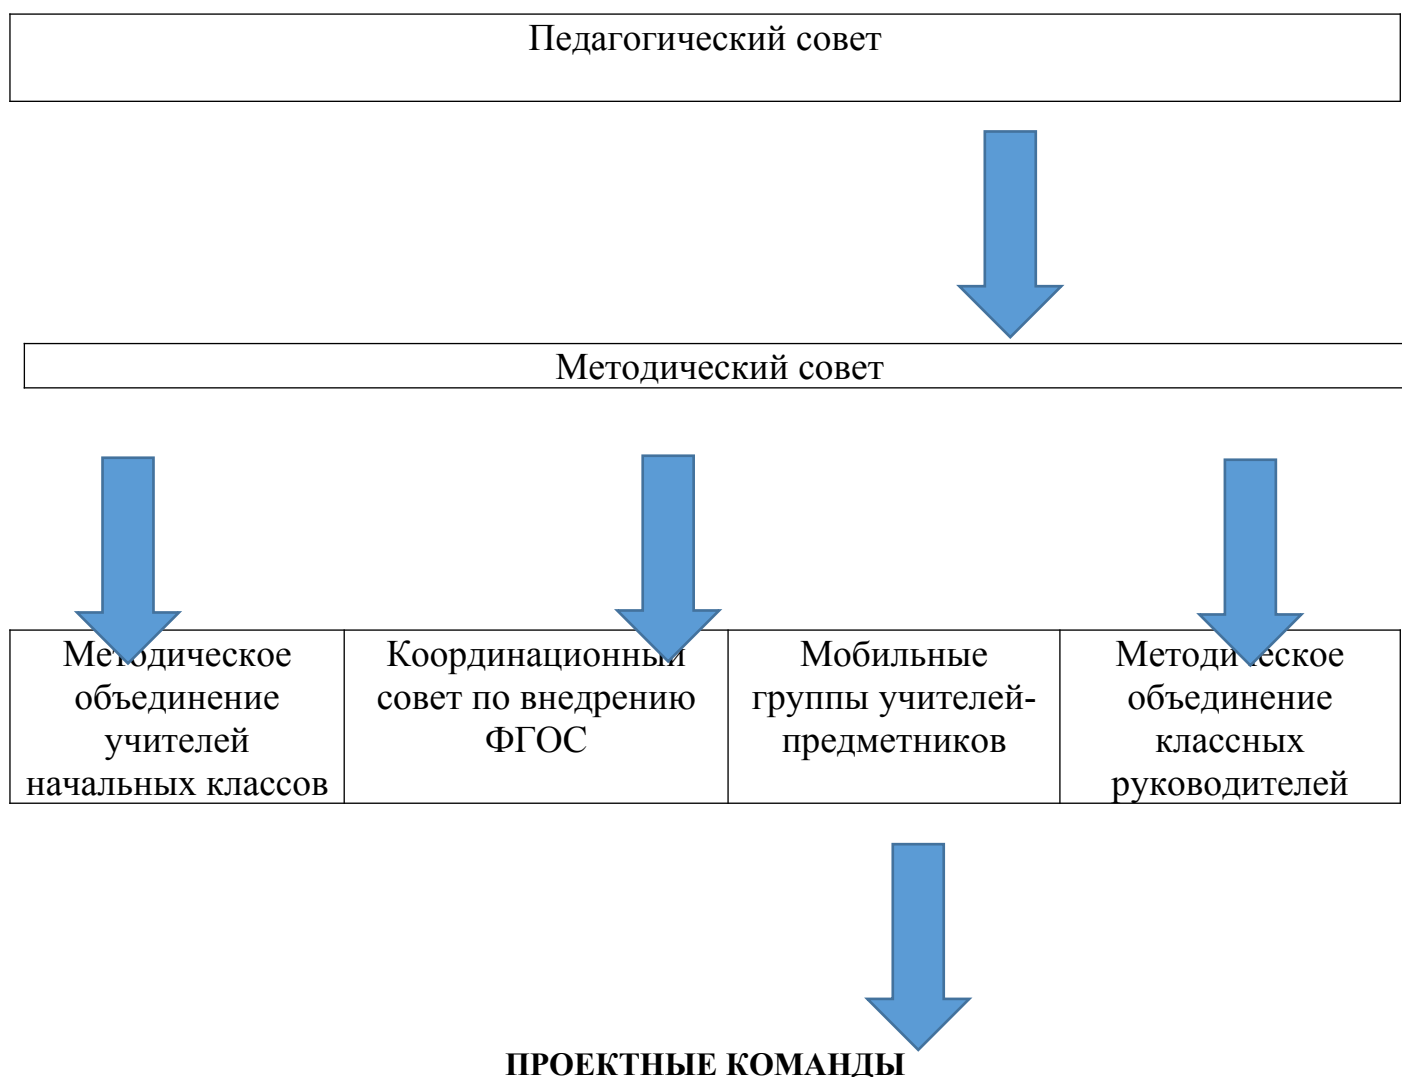 Педагогический совет
Методический совет
Методическое
объединение
учителей
начальных классов
Координационный
совет по внедрению
ФГОС
Мобильные
группы учителей-
предметников
Методическое
объединение
классных
руководителей
ПРОЕКТНЫЕ КОМАНДЫ